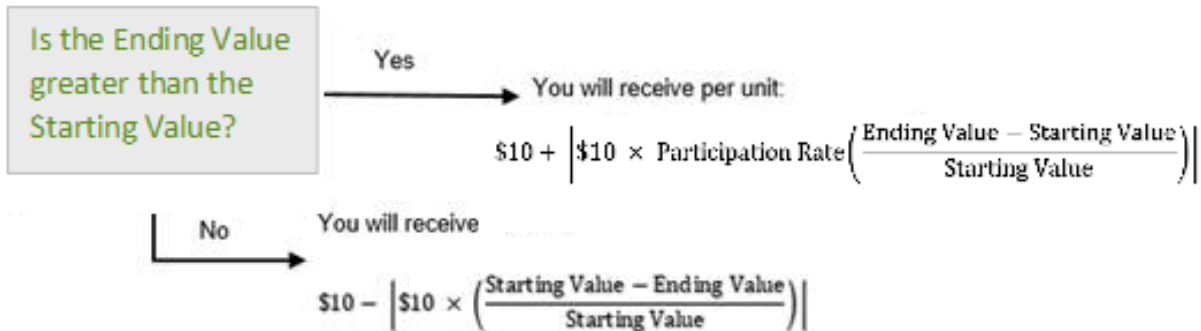 Is the Ending Value
greater than the
Starting Value?
Yes
You will receive per unit:
$10 + |$10 × Participation Rate(Ending Value – Starting Value / Starting Value)|
No
You will receive
$10 – |$10 × (Starting Value – Ending Value / Starting Value)|